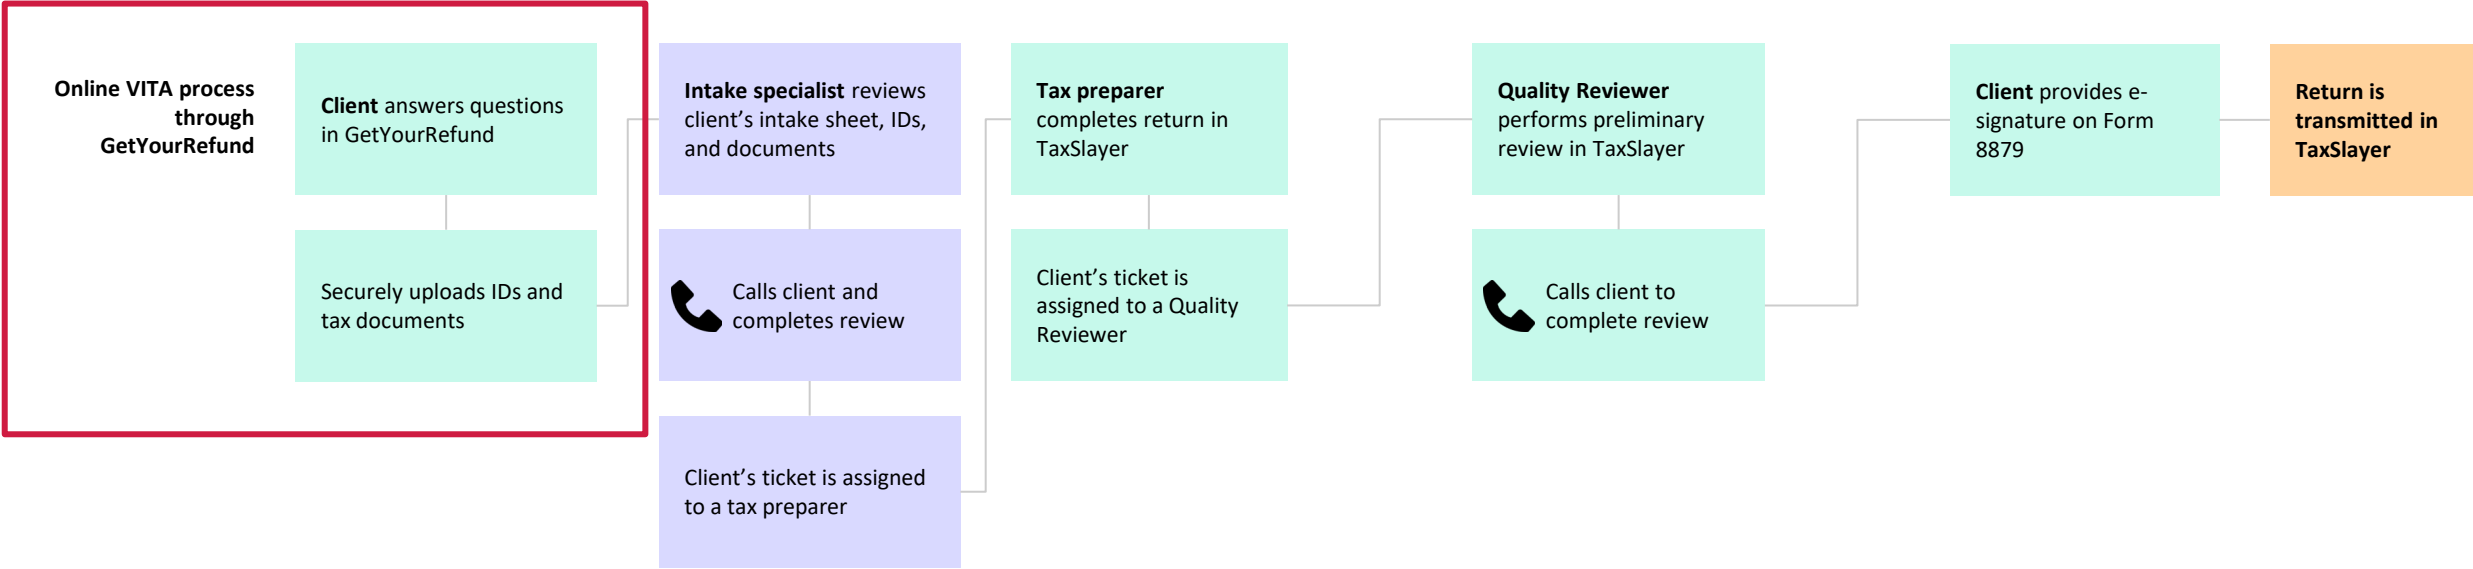 Online VITA process
through
GetYourRefund
Client answers questions
in GetYourRefund
Securely uploads IDs and
tax documents
Intake specialist reviews
client’s intake sheet, IDs,
and documents
Calls client and
completes review
Client’s ticket is assigned
to a tax preparer
Tax preparer
completes return in
TaxSlayer
Client’s ticket is
assigned to a Quality
Reviewer
Quality Reviewer
performs preliminary
review in TaxSlayer
Calls client to
complete review
Client provides e-
signature on Form
8879
Return is
transmitted in
TaxSlayer